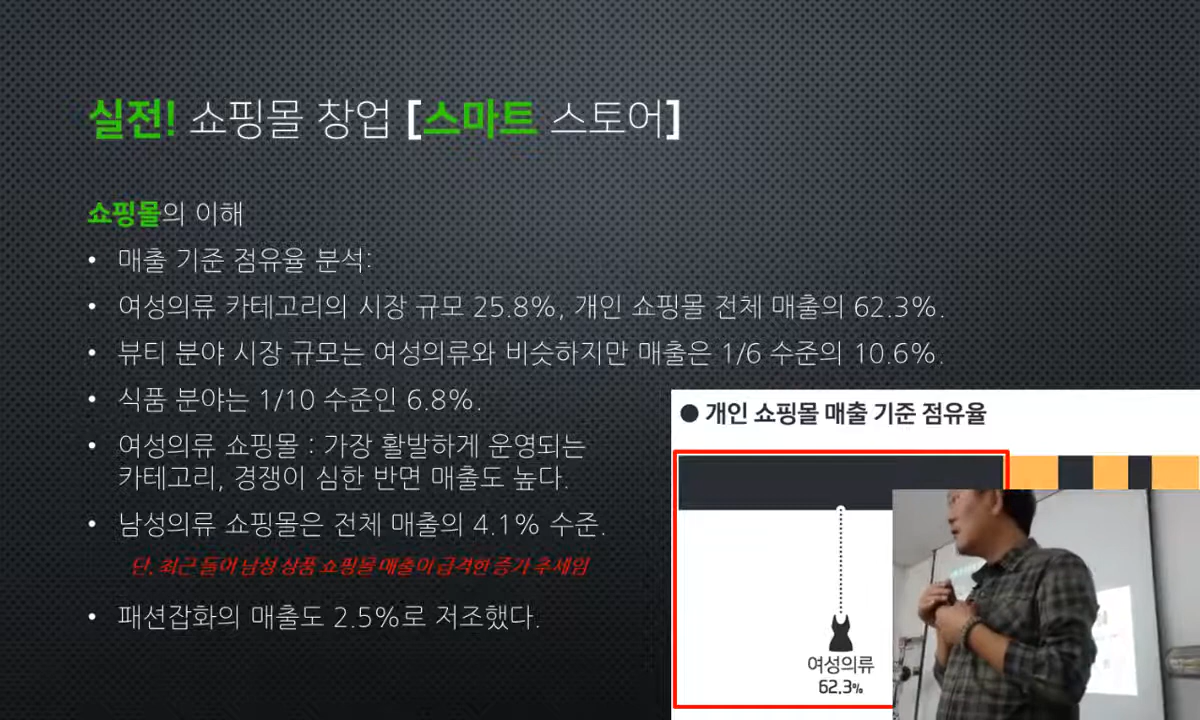 실전! 쇼핑몰 창업 [스마트 스토어]
쇼핑몰의 이해
• 매출 기준 점유율 분석:
• 여성의류 카테고리의 시장 규모 25.8%, 개인 쇼핑몰 전체 매출의 62.3%.
• 뷰티 분야 시장 규모는 여성의류와 비슷하지만 매출은 1/6 수준의 10.6%.
• 식품 분야는 1/10 수준인 6.8%.
• 여성의류 쇼핑몰 : 가장 활발하게 운영되는
카테고리, 경쟁이 심한 반면 매출도 높다.
• 남성의류 쇼핑몰은 전체 매출의 4.1% 수준.
단. 최근 들어 남성 상품 쇼핑몰 매출이 급격한 증가 추세임
• 패션잡화의 매출도 2.5%로 저조했다.
● 개인 쇼핑몰 매출 기준 점유율
여성의류
62.3%